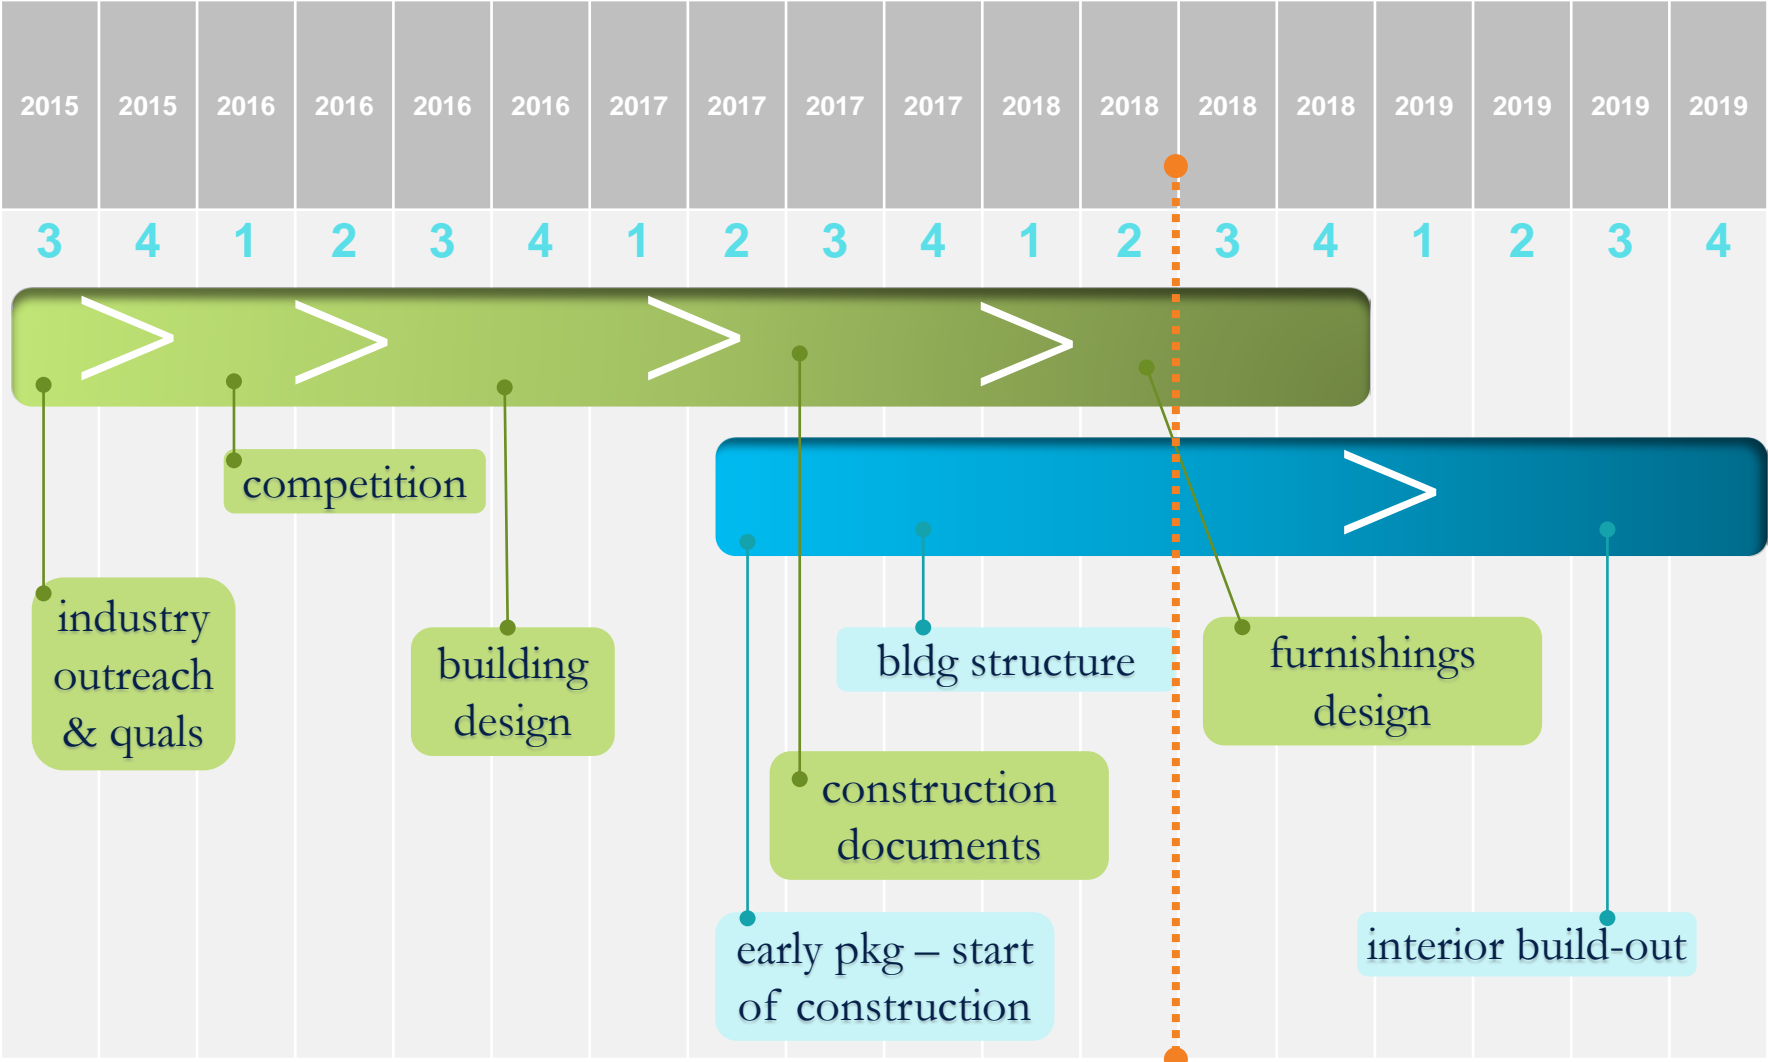 2015 2015 2016 2016 2016 2016 2017 2017 2017 2017 2018 2018 2018 2018 2019 2019 2019 2019
3 4 1 2 3 4 1 2 3 4 1 2 3 4 1 2 3 4
competition
industry
outreach
& quals
building
design
bldg structure
furnishings
design
construction
documents
early pkg – start
of construction
interior build-out